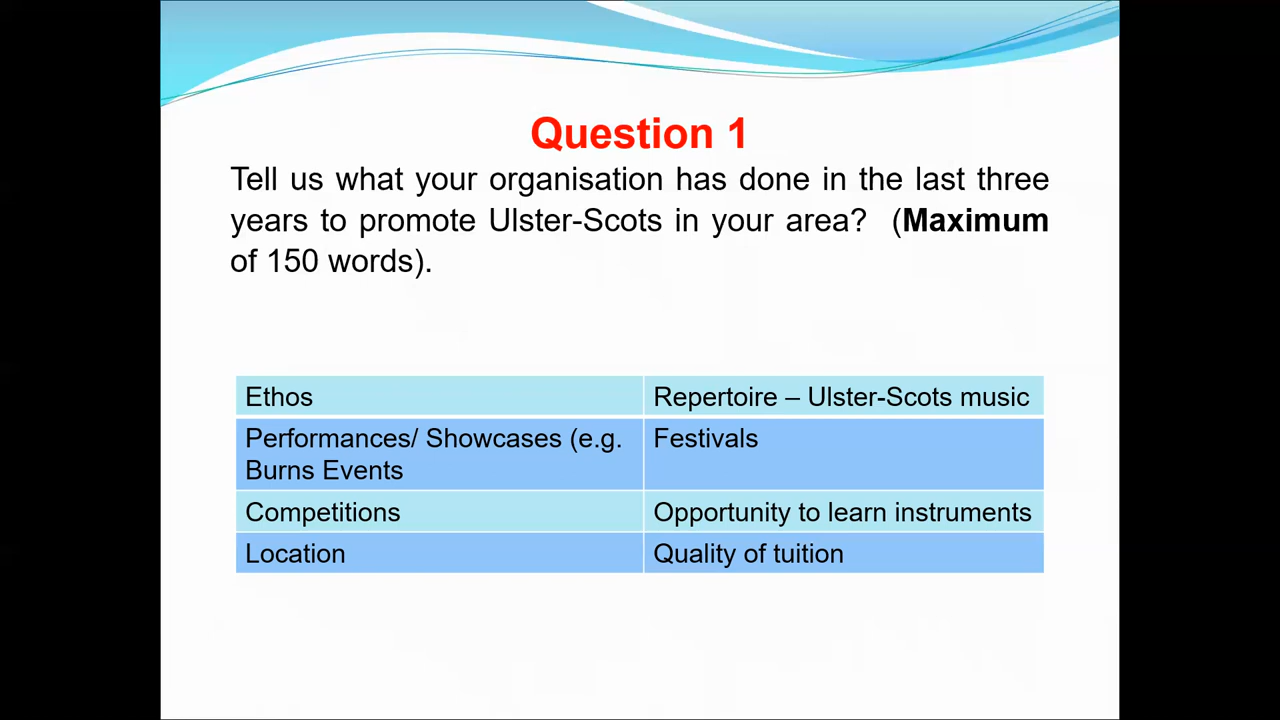 Question 1
Tell us what your organisation has done in the last three
years to promote Ulster-Scots in your area? (Maximum
of 150 words).
Ethos
Repertoire – Ulster-Scots music
Performances/ Showcases (e.g.
Burns Events
Festivals
Competitions
Opportunity to learn instruments
Location
Quality of tuition